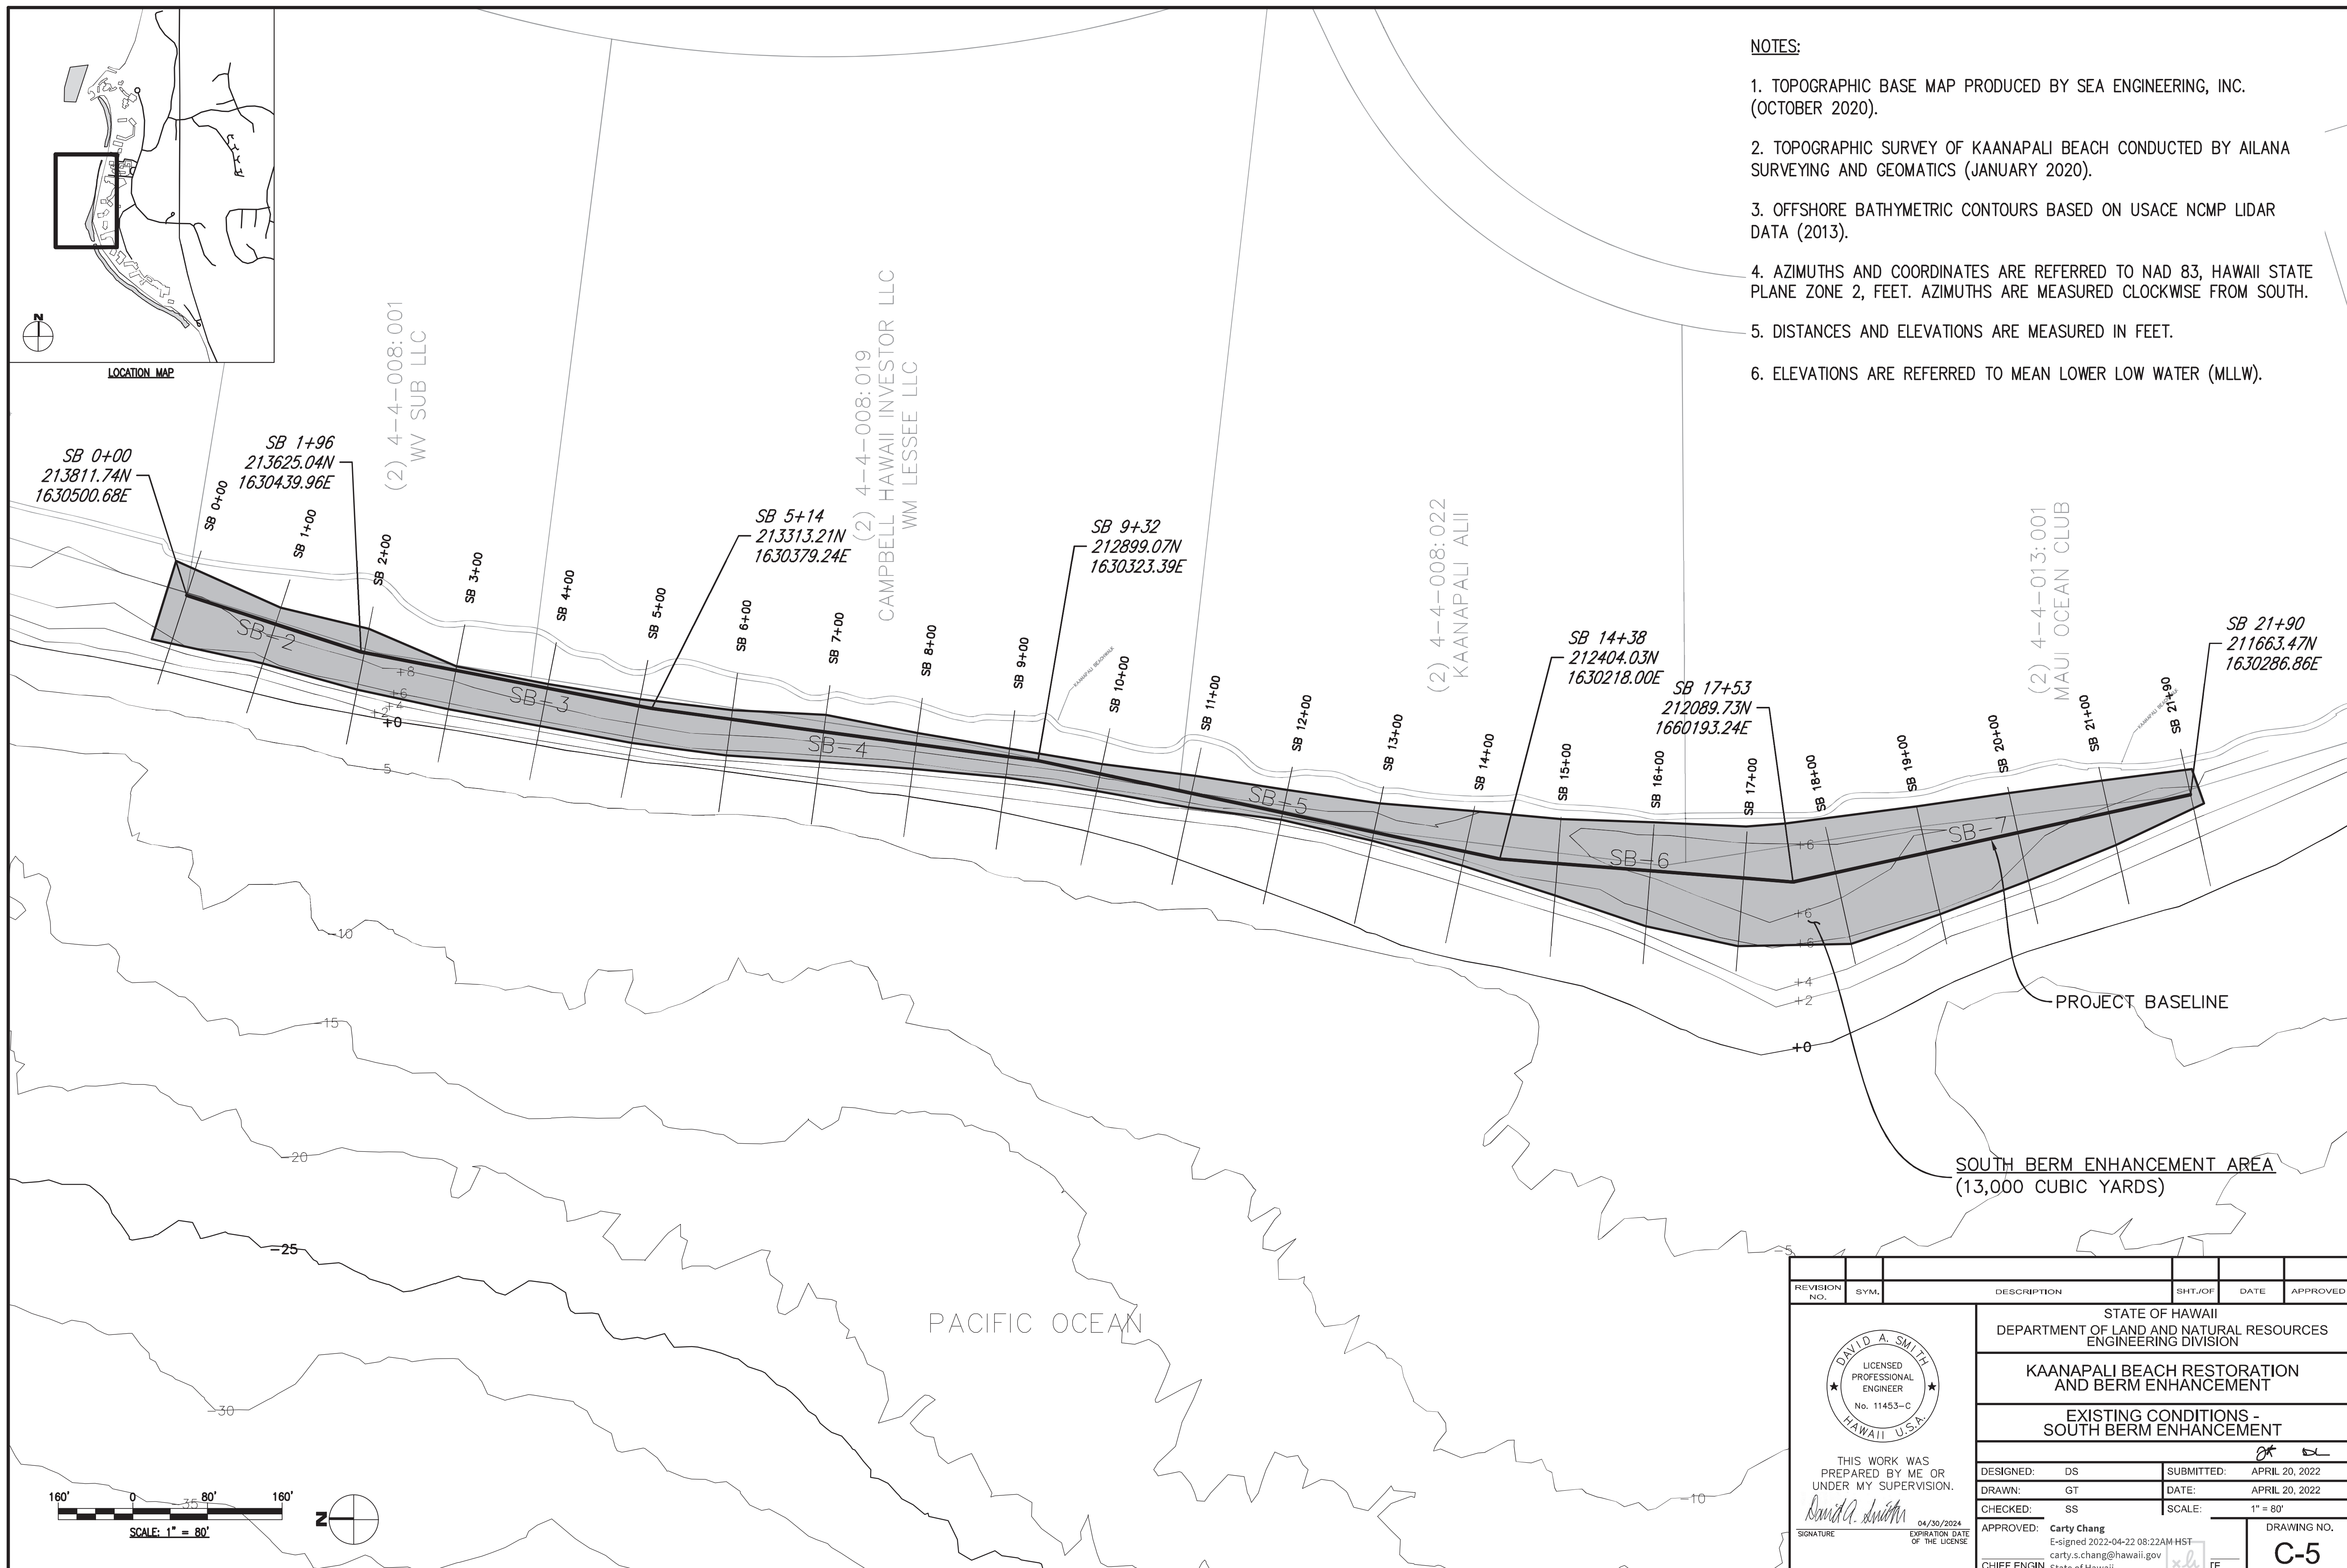 NOTES:
1. TOPOGRAPHIC BASE MAP PRODUCED BY SEA ENGINEERING, INC.
(OCTOBER 2020).
2. TOPOGRAPHIC SURVEY OF KAANAPALI BEACH CONDUCTED BY AILANA
SURVEYING AND GEOMATICS (JANUARY 2020).
3. OFFSHORE BATHYMETRIC CONTOURS BASED ON USACE NCMP LIDAR
DATA (2013).
4. AZIMUTHS AND COORDINATES ARE REFERRED TO NAD 83, HAWAII STATE
PLANE ZONE 2, FEET. AZIMUTHS ARE MEASURED CLOCKWISE FROM SOUTH.
5. DISTANCES AND ELEVATIONS ARE MEASURED IN FEET.
6. ELEVATIONS ARE REFERRED TO MEAN LOWER LOW WATER (MLLW).
N
LOCATION MAP
(2) 4-4-008:001
WV SUB LLC
(2) 4-4-008:019
CAMPBELL HAWAII INVESTOR LLC
WM LESSEE LLC
(2) 4-4-008:022
KAANAPALI ALII
(2) 4-4-013:001
MAUI OCEAN CLUB
SB 0+00
213811.74N
1630500.68E
SB 1+96
213625.04N
1630439.96E
SB 5+14
213313.21N
1630379.24E
SB 9+32
212899.07N
1630323.39E
SB 14+38
212404.03N
1630218.00E
SB 17+53
212089.73N
1660193.24E
SB 21+90
211663.47N
1630286.86E
SB 0+00
SB 1+00
SB 2+00
SB 3+00
SB 4+00
SB 5+00
SB 6+00
SB 7+00
SB 8+00
SB 9+00
SB 10+00
SB 11+00
SB 12+00
SB 13+00
SB 14+00
SB 15+00
SB 16+00
SB 17+00
SB 18+00
SB 19+00
SB 20+00
SB 21+00
SB 21+90
KAANAPALI BEACHWALK
KAANAPALI BEACHWALK
SB-2
SB-3
SB-4
SB-5
SB-6
SB-7
+8
+6
+4
+2
+0
-5
-10
-15
-20
-25
-30
-35
+6
+6
+6
+4
+2
+0
-5
-10
PROJECT BASELINE
SOUTH BERM ENHANCEMENT AREA
(13,000 CUBIC YARDS)
PACIFIC OCEAN
160' 0 80' 160'
SCALE: 1" = 80'
N
REVISION NO. SYM. DESCRIPTION SHT./OF DATE APPROVED
STATE OF HAWAII
DEPARTMENT OF LAND AND NATURAL RESOURCES
ENGINEERING DIVISION
KAANAPALI BEACH RESTORATION
AND BERM ENHANCEMENT
EXISTING CONDITIONS -
SOUTH BERM ENHANCEMENT
DAVID A. SMITH
LICENSED
PROFESSIONAL
ENGINEER
No. 11453-C
HAWAII U.S.A.
THIS WORK WAS
PREPARED BY ME OR
UNDER MY SUPERVISION.
David A. Smith
04/30/2024
SIGNATURE EXPIRATION DATE
OF THE LICENSE
DESIGNED: DS SUBMITTED: APRIL 20, 2022
DRAWN: GT DATE: APRIL 20, 2022
CHECKED: SS SCALE: 1" = 80'
APPROVED: Carty Chang
E-signed 2022-04-22 08:22AM HST
carty.s.chang@hawaii.gov
DRAWING NO.
C-5